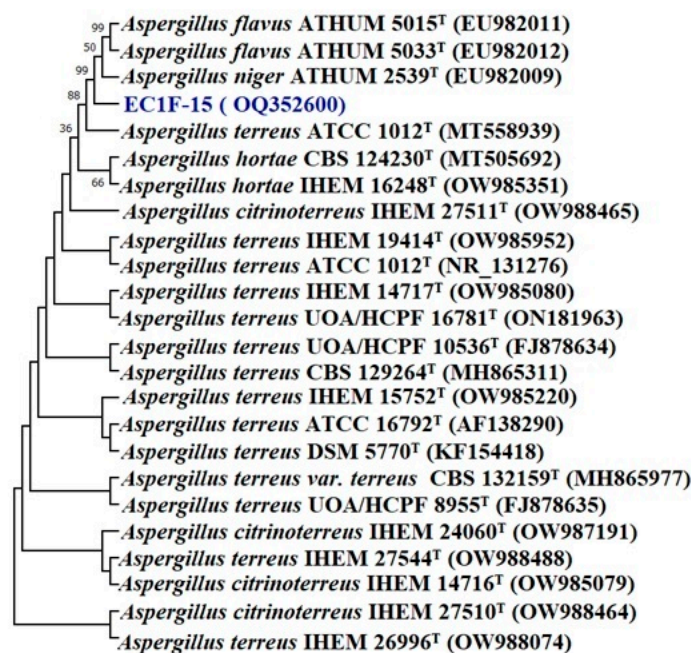 99
Aspergillus flavus ATHUM 5015ᵀ (EU982011)
50
Aspergillus flavus ATHUM 5033ᵀ (EU982012)
99
Aspergillus niger ATHUM 2539ᵀ (EU982009)
88
EC1F-15 ( OQ352600)
36
Aspergillus terreus ATCC 1012ᵀ (MT558939)
Aspergillus hortae CBS 124230ᵀ (MT505692)
66
Aspergillus hortae IHEM 16248ᵀ (OW985351)
Aspergillus citrinoterreus IHEM 27511ᵀ (OW988465)
Aspergillus terreus IHEM 19414ᵀ (OW985952)
Aspergillus terreus ATCC 1012ᵀ (NR_131276)
Aspergillus terreus IHEM 14717ᵀ (OW985080)
Aspergillus terreus UOA/HCPF 16781ᵀ (ON181963)
Aspergillus terreus UOA/HCPF 10536ᵀ (FJ878634)
Aspergillus terreus CBS 129264ᵀ (MH865311)
Aspergillus terreus IHEM 15752ᵀ (OW985220)
Aspergillus terreus ATCC 16792ᵀ (AF138290)
Aspergillus terreus DSM 5770ᵀ (KF154418)
Aspergillus terreus var. terreus CBS 132159ᵀ (MH865977)
Aspergillus terreus UOA/HCPF 8955ᵀ (FJ878635)
Aspergillus citrinoterreus IHEM 24060ᵀ (OW987191)
Aspergillus terreus IHEM 27544ᵀ (OW988488)
Aspergillus citrinoterreus IHEM 14716ᵀ (OW985079)
Aspergillus citrinoterreus IHEM 27510ᵀ (OW988464)
Aspergillus terreus IHEM 26996ᵀ (OW988074)